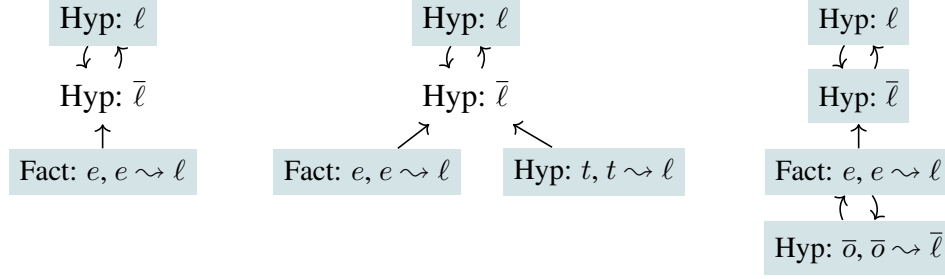 Hyp: ℓ
Hyp: ℓ̅
Fact: e, e ⇝ ℓ
Hyp: ℓ
Hyp: ℓ̅
Fact: e, e ⇝ ℓ
Hyp: t, t ⇝ ℓ
Hyp: ℓ
Hyp: ℓ̅
Fact: e, e ⇝ ℓ
Hyp: o̅, o̅ ⇝ ℓ̅